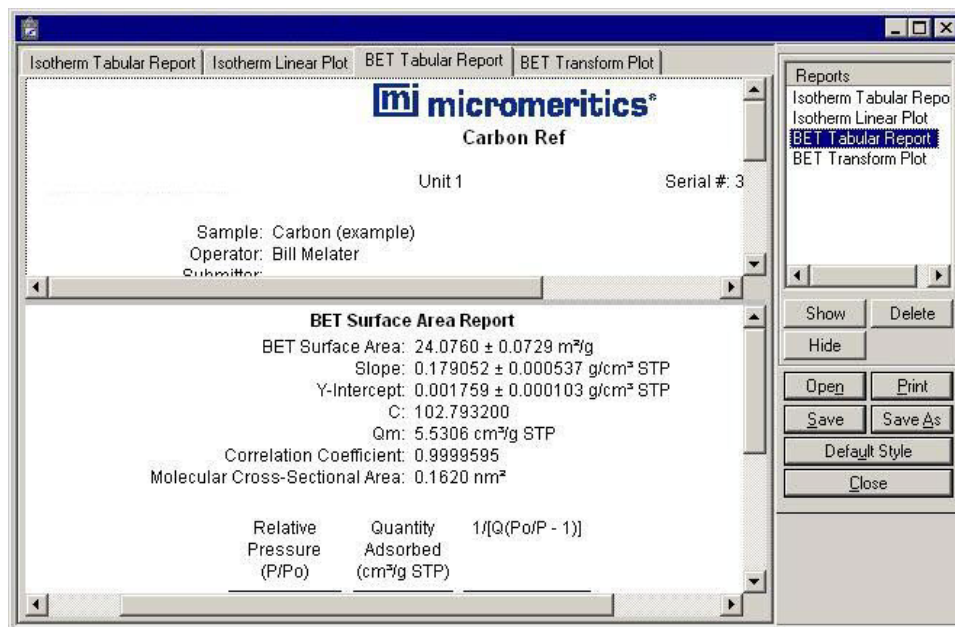 Isotherm Tabular Report
Isotherm Linear Plot
BET Tabular Report
BET Transform Plot
mi micromeritics®
Carbon Ref
Unit 1 Serial #: 3
Sample: Carbon (example)
Operator: Bill Melater
Submitter:
BET Surface Area Report
BET Surface Area: 24.0760 ± 0.0729 m²/g
Slope: 0.179052 ± 0.000537 g/cm³ STP
Y-Intercept: 0.001759 ± 0.000103 g/cm³ STP
C: 102.793200
Qm: 5.5306 cm³/g STP
Correlation Coefficient: 0.9999595
Molecular Cross-Sectional Area: 0.1620 nm²
Relative Quantity 1/[Q(Po/P - 1)]
Pressure Adsorbed
(P/Po) (cm³/g STP)
Reports
Isotherm Tabular Repo
Isotherm Linear Plot
BET Tabular Report
BET Transform Plot
Show Delete
Hide
Open Print
Save Save As
Default Style
Close